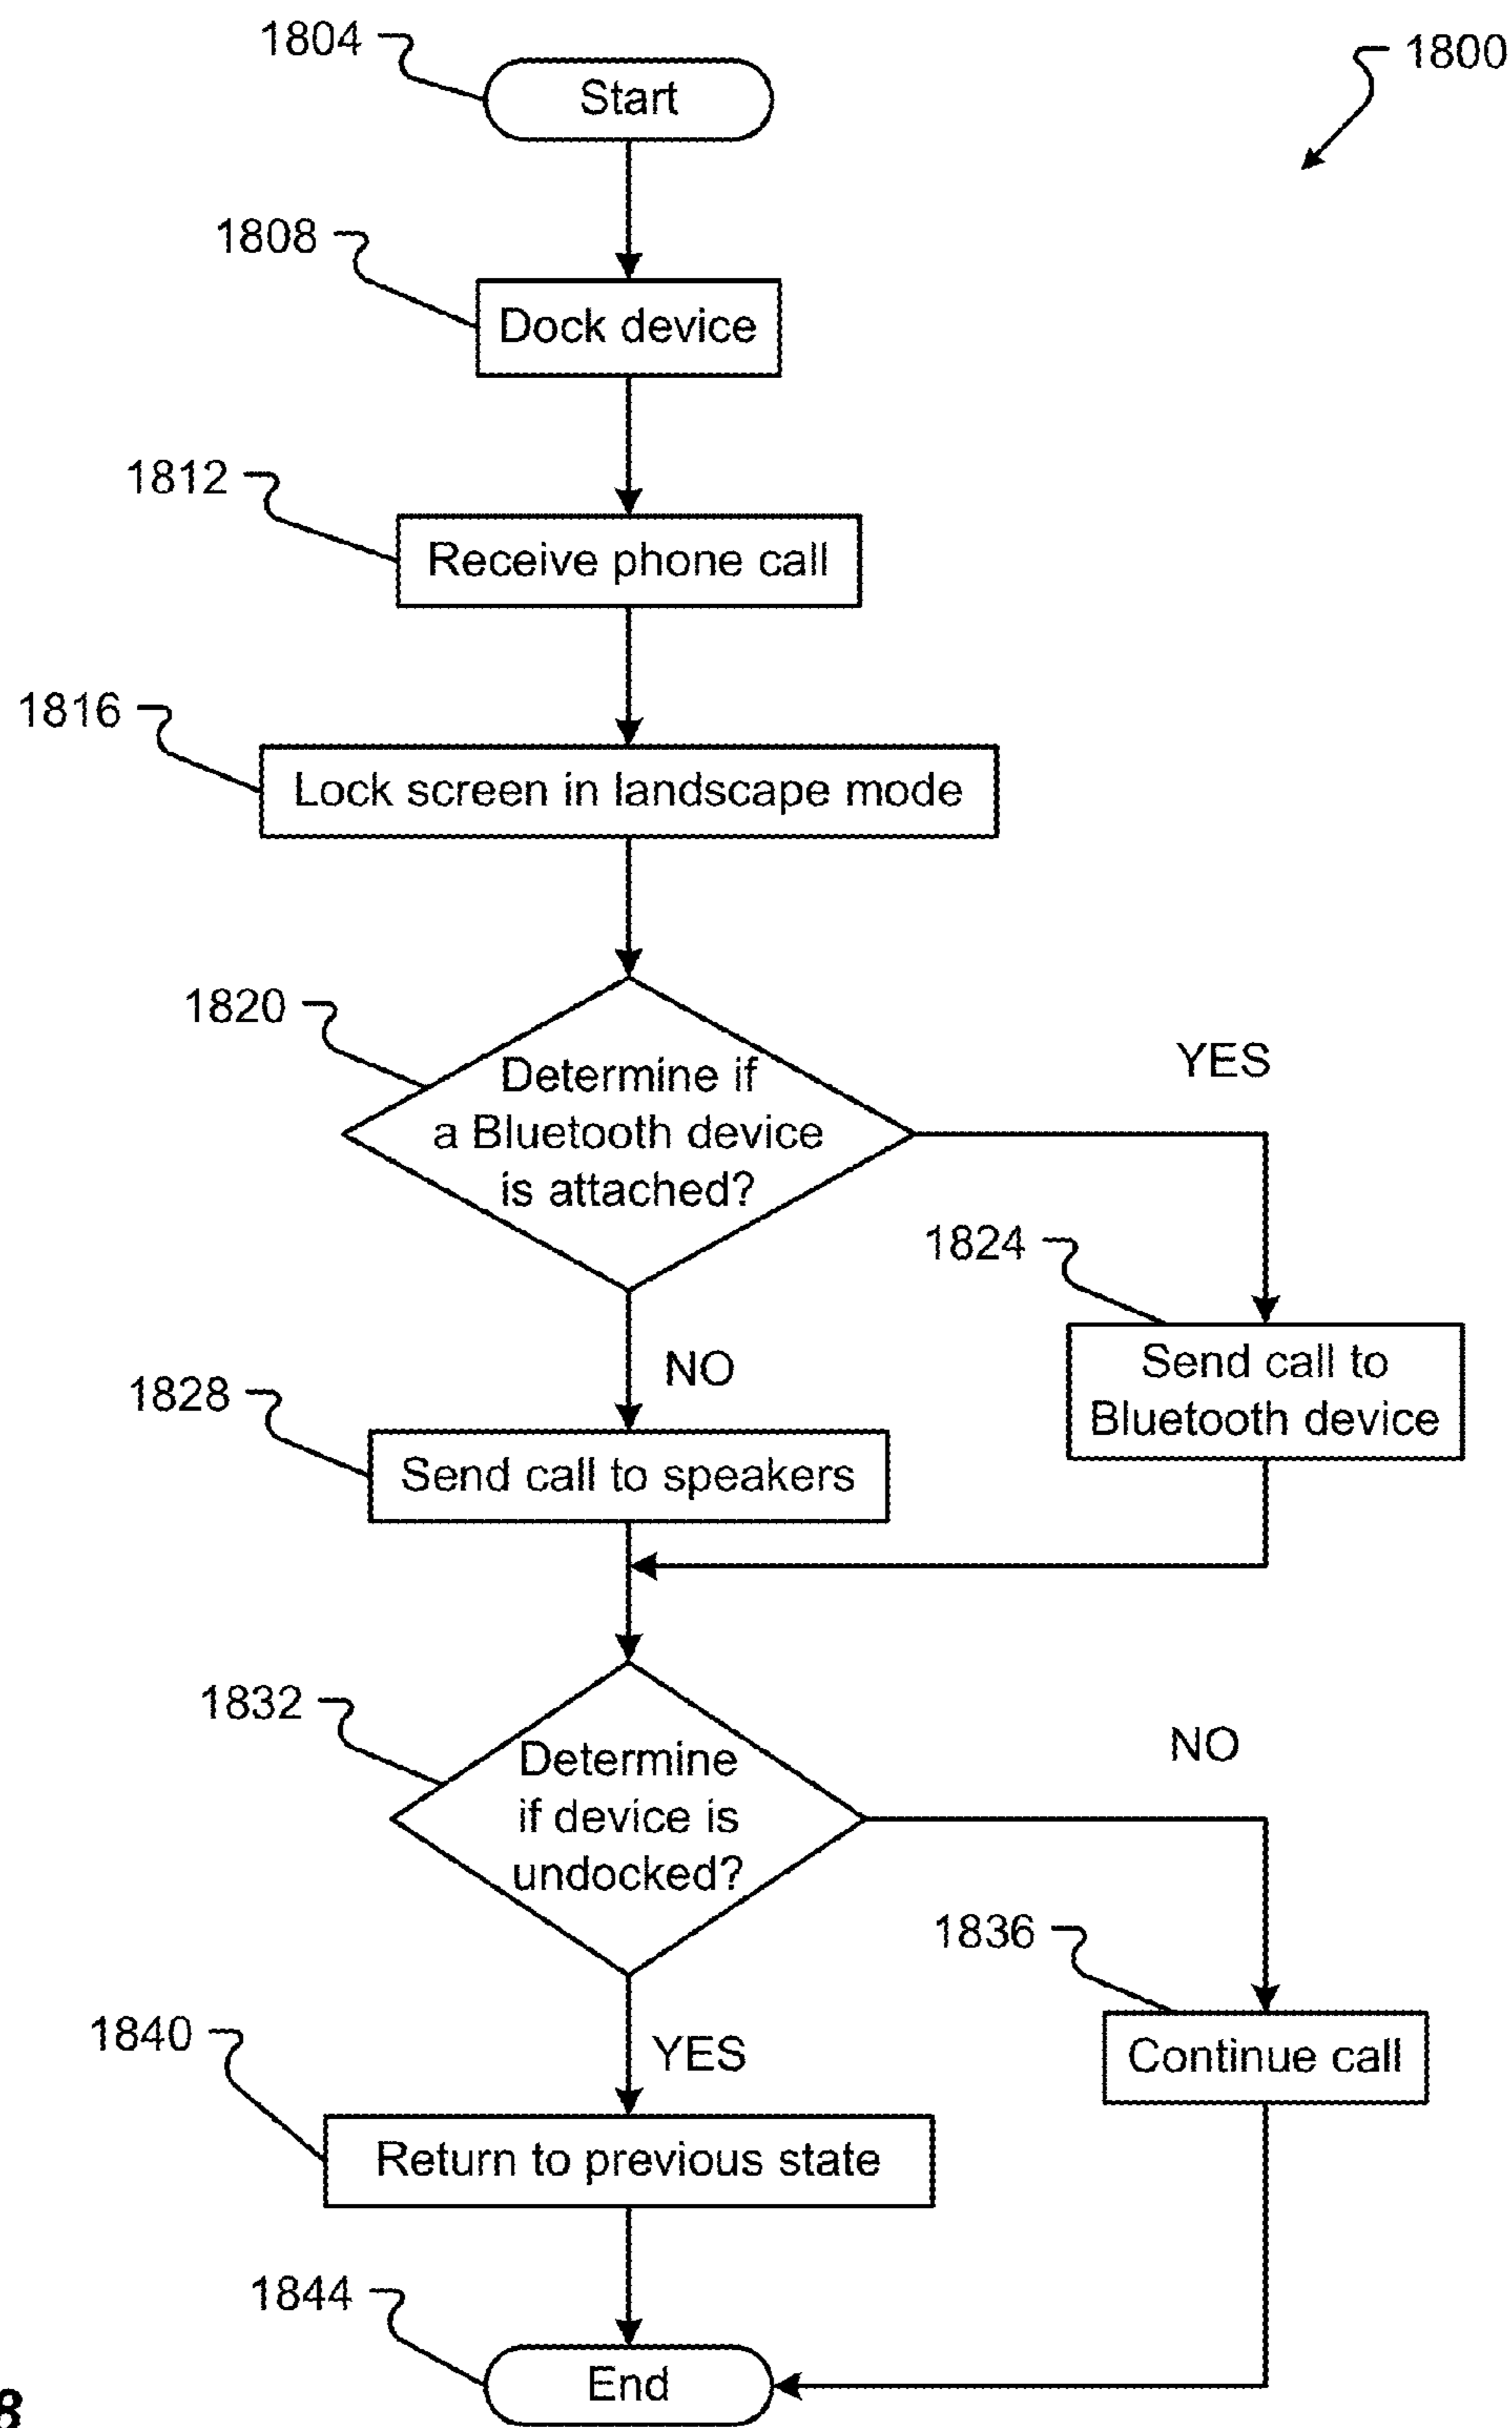 1804
Start
1800
1808
Dock device
1812
Receive phone call
1816
Lock screen in landscape mode
1820
Determine if
a Bluetooth device
is attached?
YES
1824
Send call to
Bluetooth device
NO
1828
Send call to speakers
1832
Determine
if device is
undocked?
NO
1836
Continue call
YES
1840
Return to previous state
1844
End